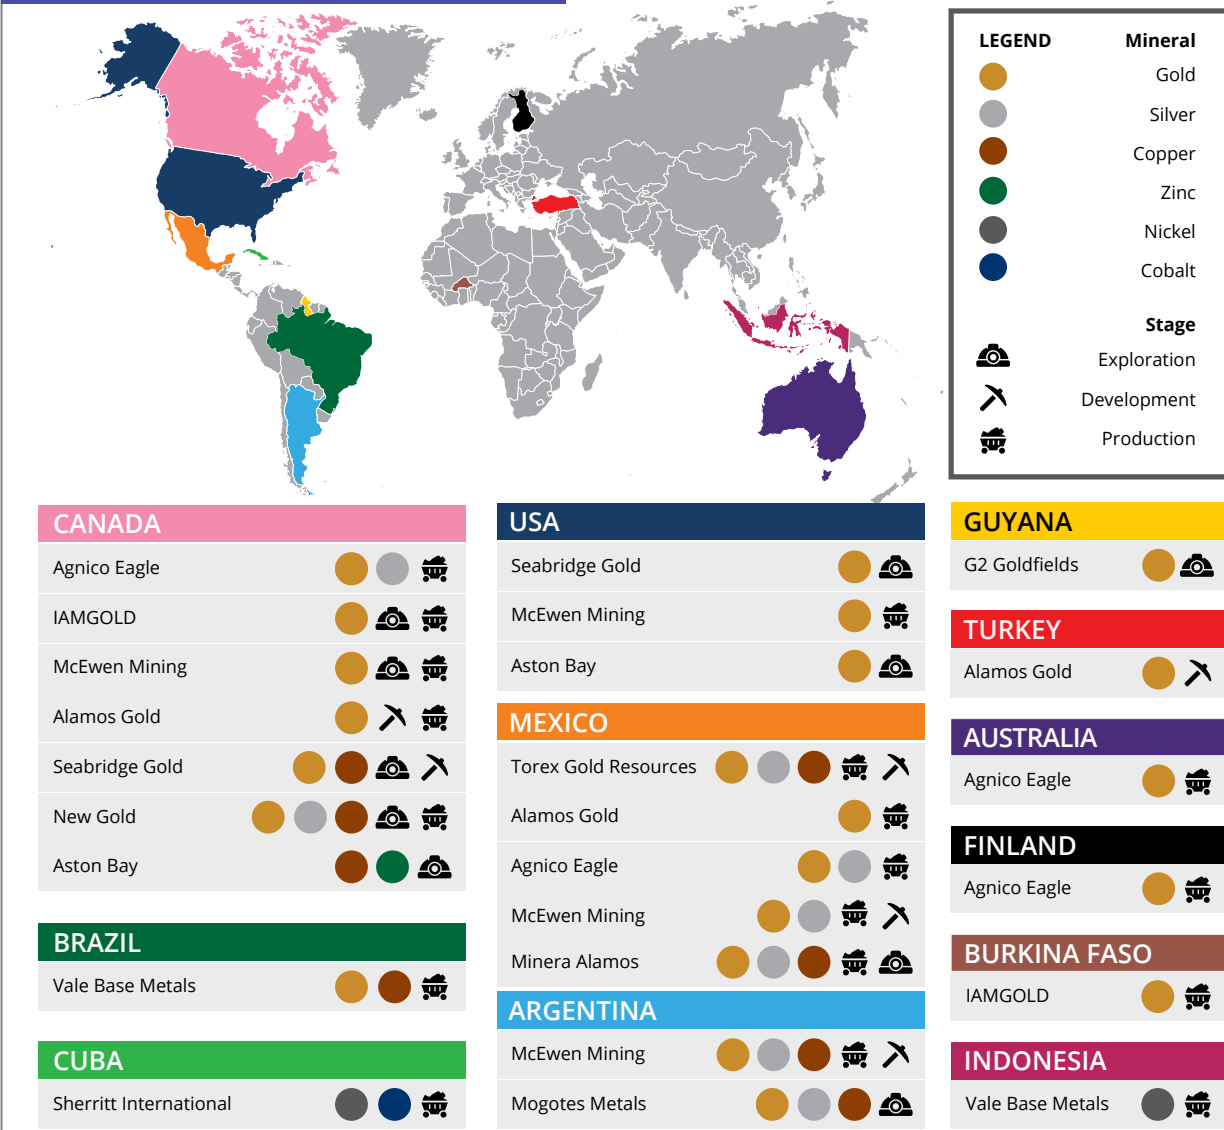 LEGEND Mineral
Gold
Silver
Copper
Zinc
Nickel
Cobalt
Stage
Exploration
Development
Production
CANADA
Agnico Eagle
IAMGOLD
McEwen Mining
Alamos Gold
Seabridge Gold
New Gold
Aston Bay
BRAZIL
Vale Base Metals
CUBA
Sherritt International
USA
Seabridge Gold
McEwen Mining
Aston Bay
MEXICO
Torex Gold Resources
Alamos Gold
Agnico Eagle
McEwen Mining
Minera Alamos
ARGENTINA
McEwen Mining
Mogotes Metals
GUYANA
G2 Goldfields
TURKEY
Alamos Gold
AUSTRALIA
Agnico Eagle
FINLAND
Agnico Eagle
BURKINA FASO
IAMGOLD
INDONESIA
Vale Base Metals